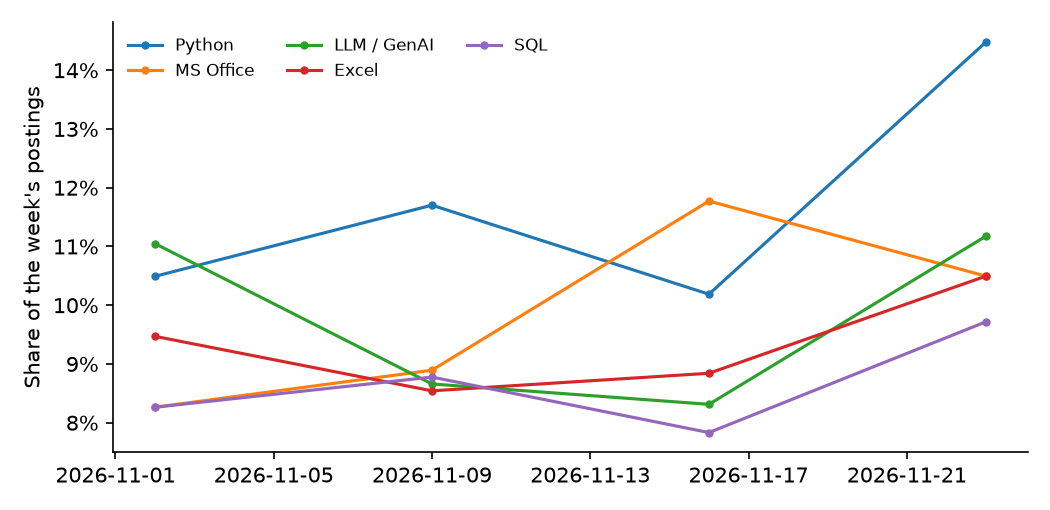 Python
MS Office
LLM / GenAI
Excel
SQL
Share of the week's postings
14%
13%
12%
11%
10%
9%
8%
2026-11-01
2026-11-05
2026-11-09
2026-11-13
2026-11-17
2026-11-21